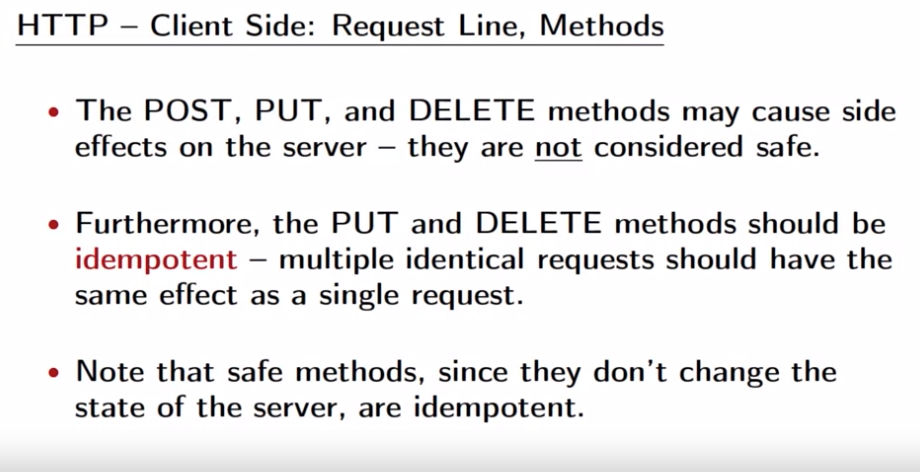 HTTP – Client Side: Request Line, Methods
• The POST, PUT, and DELETE methods may cause side
effects on the server – they are not considered safe.
• Furthermore, the PUT and DELETE methods should be
idempotent – multiple identical requests should have the
same effect as a single request.
• Note that safe methods, since they don't change the
state of the server, are idempotent.